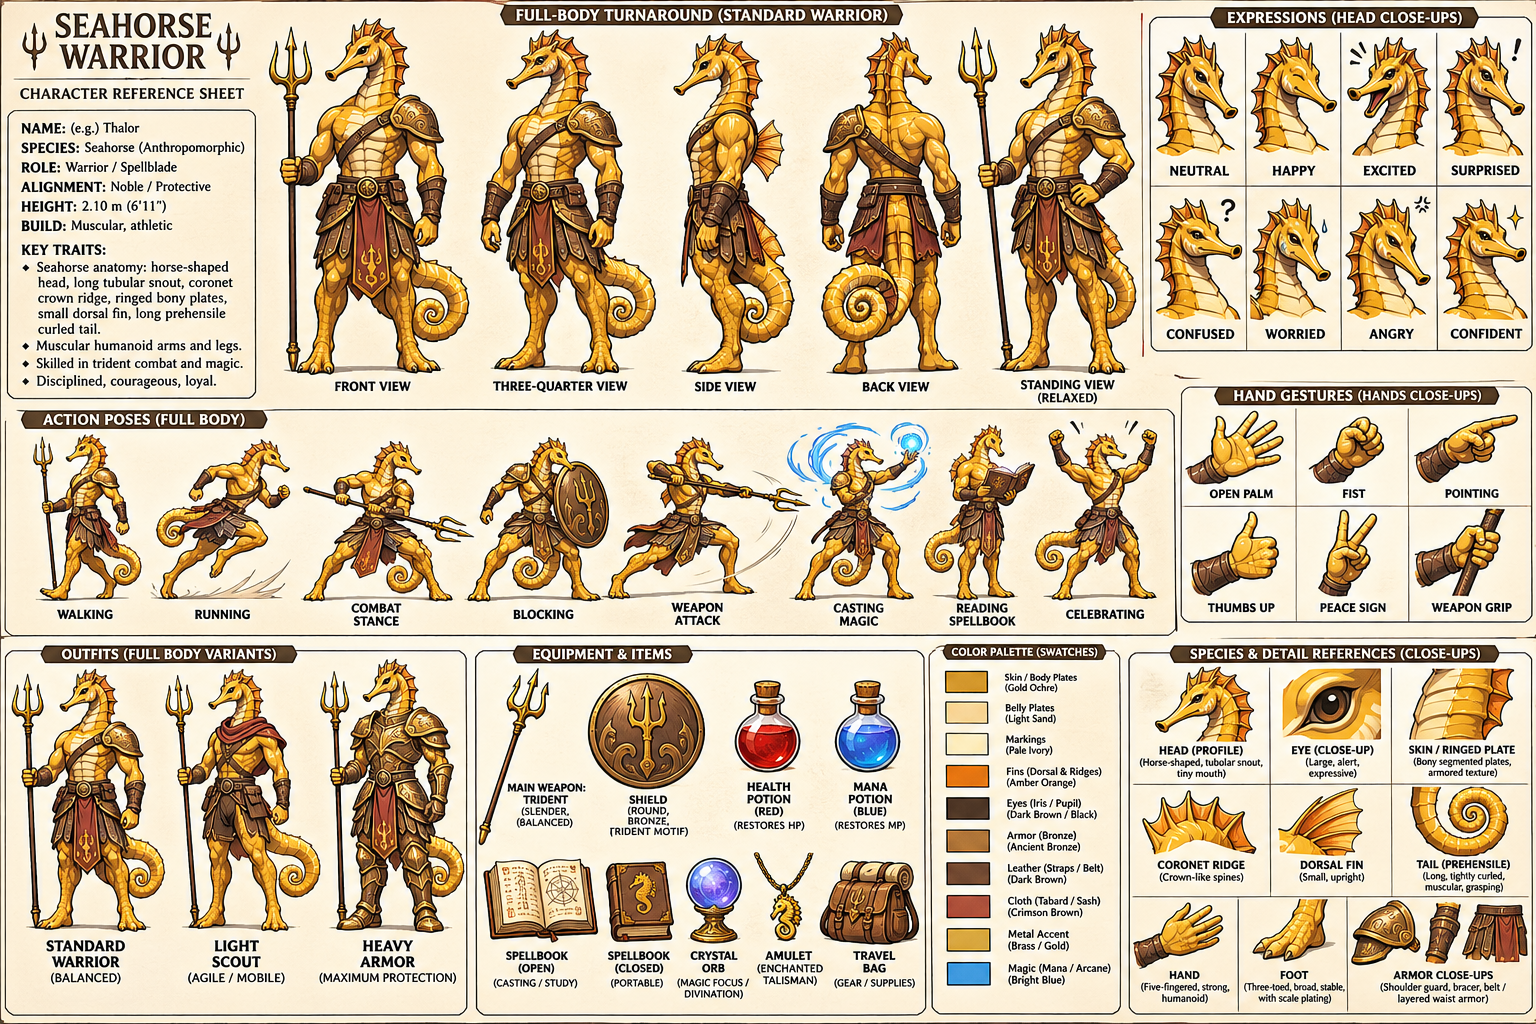 SEAHORSE
WARRIOR
CHARACTER REFERENCE SHEET
NAME: (e.g.) Thalor
SPECIES: Seahorse (Anthropomorphic)
ROLE: Warrior / Spellblade
ALIGNMENT: Noble / Protective
HEIGHT: 2.10 m (6'11")
BUILD: Muscular, athletic
KEY TRAITS:
◆ Seahorse anatomy: horse-shaped
head, long tubular snout, coronet
crown ridge, ringed bony plates,
small dorsal fin, long prehensile
curled tail.
◆ Muscular humanoid arms and legs.
◆ Skilled in trident combat and magic.
◆ Disciplined, courageous, loyal.
FULL-BODY TURNAROUND (STANDARD WARRIOR)
FRONT VIEW
THREE-QUARTER VIEW
SIDE VIEW
BACK VIEW
STANDING VIEW
(RELAXED)
EXPRESSIONS (HEAD CLOSE-UPS)
NEUTRAL
HAPPY
EXCITED
!
SURPRISED
?
CONFUSED
WORRIED
ANGRY
CONFIDENT
ACTION POSES (FULL BODY)
WALKING
RUNNING
COMBAT
STANCE
BLOCKING
WEAPON
ATTACK
CASTING
MAGIC
READING
SPELLBOOK
CELEBRATING
HAND GESTURES (HANDS CLOSE-UPS)
OPEN PALM
FIST
POINTING
THUMBS UP
PEACE SIGN
WEAPON GRIP
OUTFITS (FULL BODY VARIANTS)
STANDARD
WARRIOR
(BALANCED)
LIGHT
SCOUT
(AGILE / MOBILE)
HEAVY
ARMOR
(MAXIMUM PROTECTION)
EQUIPMENT & ITEMS
MAIN WEAPON:
TRIDENT
(SLENDER,
(BALANCED)
SHIELD
(ROUND,
BRONZE,
TRIDENT MOTIF)
HEALTH
POTION
(RED)
(RESTORES HP)
MANA
POTION
(BLUE)
(RESTORES MP)
SPELLBOOK
(OPEN)
(CASTING / STUDY)
SPELLBOOK
(CLOSED)
(PORTABLE)
CRYSTAL
ORB
(MAGIC FOCUS /
DIVINATION)
AMULET
(ENCHANTED
TALISMAN)
TRAVEL
BAG
(GEAR / SUPPLIES)
COLOR PALETTE (SWATCHES)
Skin / Body Plates
(Gold Ochre)
Belly Plates
(Light Sand)
Markings
(Pale Ivory)
Fins (Dorsal & Ridges)
(Amber Orange)
Eyes (Iris / Pupil)
(Dark Brown / Black)
Armor (Bronze)
(Ancient Bronze)
Leather (Straps / Belt)
(Dark Brown)
Cloth (Tabard / Sash)
(Crimson Brown)
Metal Accent
(Brass / Gold)
Magic (Mana / Arcane)
(Bright Blue)
SPECIES & DETAIL REFERENCES (CLOSE-UPS)
HEAD (PROFILE)
(Horse-shaped, tubular snout,
tiny mouth)
EYE (CLOSE-UP)
(Large, alert,
expressive)
SKIN / RINGED PLATE
(Bony segmented plates,
armored texture)
CORONET RIDGE
(Crown-like spines)
DORSAL FIN
(Small, upright)
TAIL (PREHENSILE)
(Long, tightly curled,
muscular, grasping)
HAND
(Five-fingered, strong,
humanoid)
FOOT
(Three-toed, broad, stable,
with scale plating)
ARMOR CLOSE-UPS
(Shoulder guard, bracer, belt /
layered waist armor)